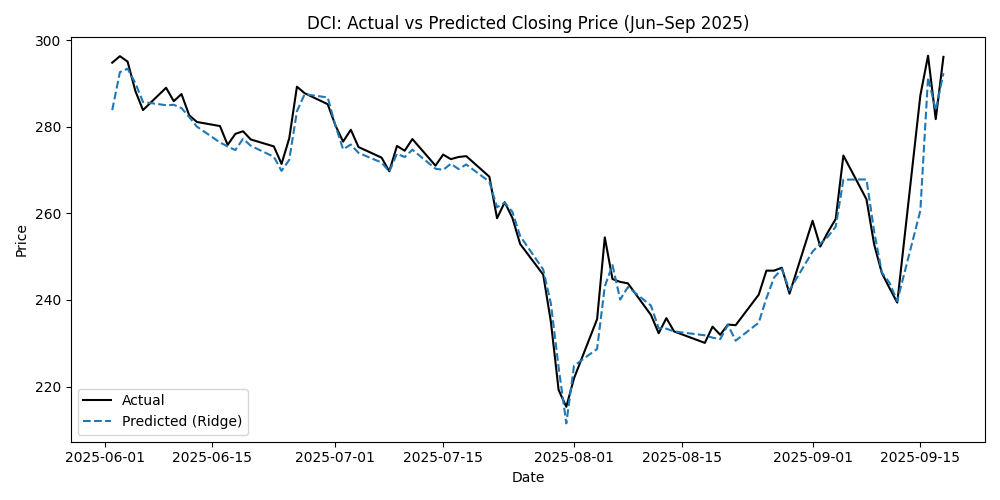 DCI: Actual vs Predicted Closing Price (Jun–Sep 2025)
300
280
260
240
220
Price
Actual
Predicted (Ridge)
2025-06-01 2025-06-15 2025-07-01 2025-07-15 2025-08-01 2025-08-15 2025-09-01 2025-09-15
Date